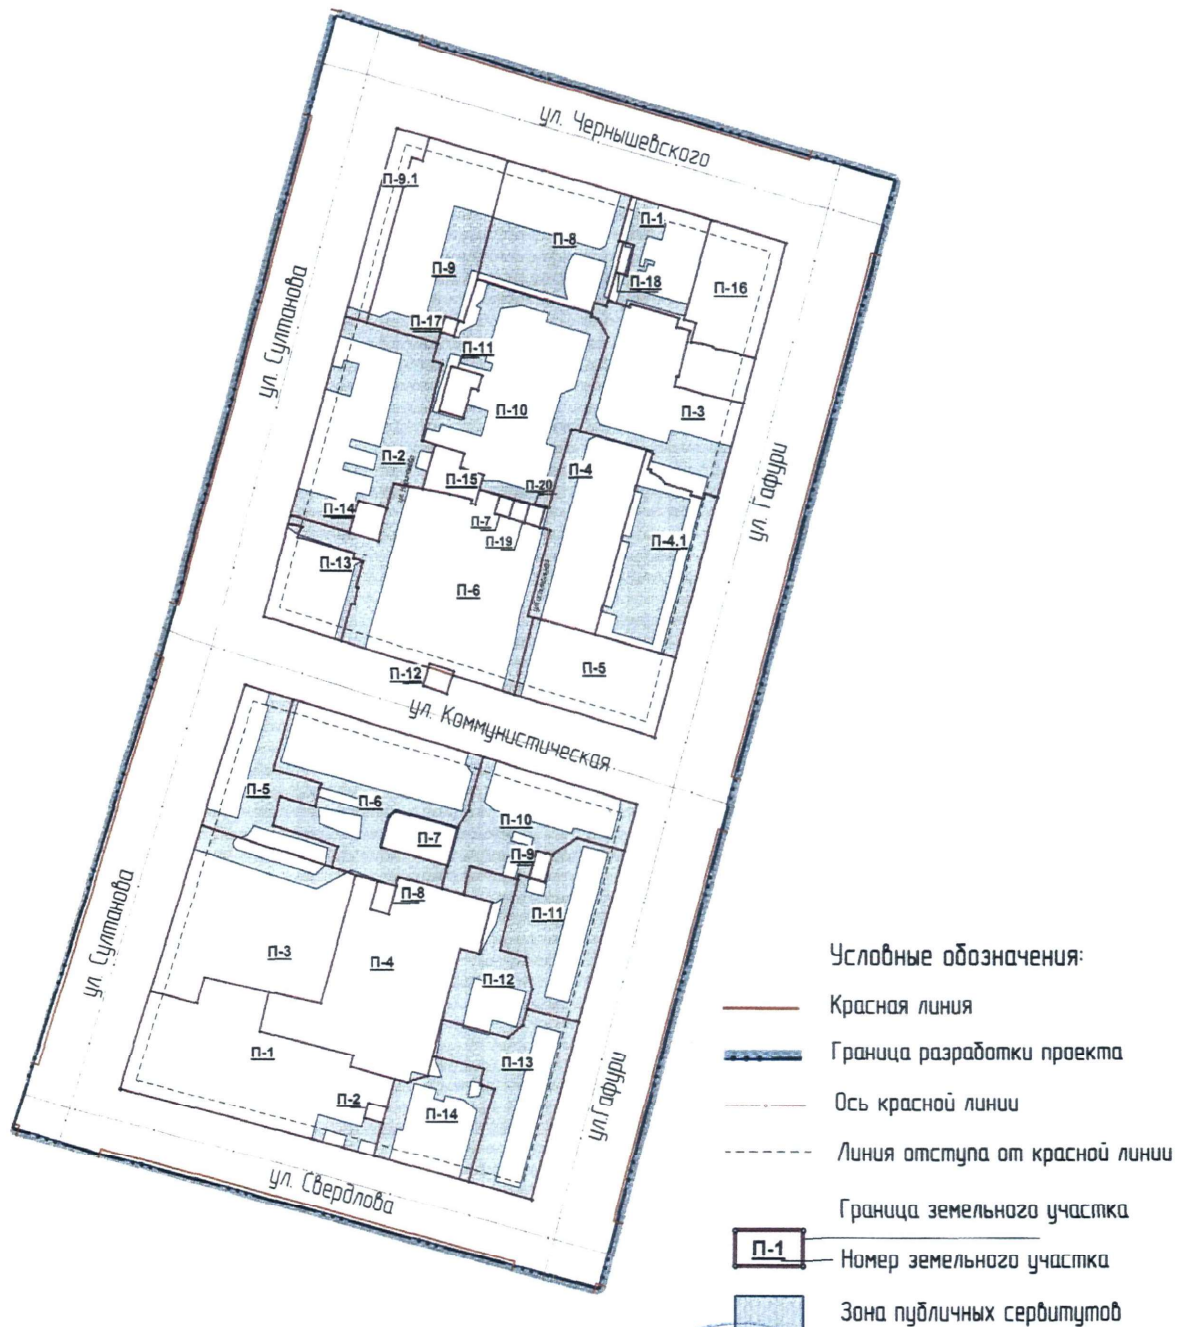 ул. Чернышевского
П-9.1
П-1
П-8
П-9
П-18
П-16
ул. Султанова
П-17
П-11
П-10
П-3
П-2
П-4
ул. Гафури
П-15
П-20
П-14
П-7
П-19
П-4.1
П-13
П-6
П-5
П-12
ул. Коммунистическая
П-5
П-6
П-10
П-7
П-9
П-8
П-11
ул. Султанова
П-3
П-4
П-12
П-1
П-13
П-2
П-14
ул.Гафури
ул. Свердлова
Условные обозначения:
Красная линия
Граница разработки проекта
Ось красной линии
Линия отступа от красной линии
Граница земельного участка
П-1
Номер земельного участка
Зона публичных сервитутов